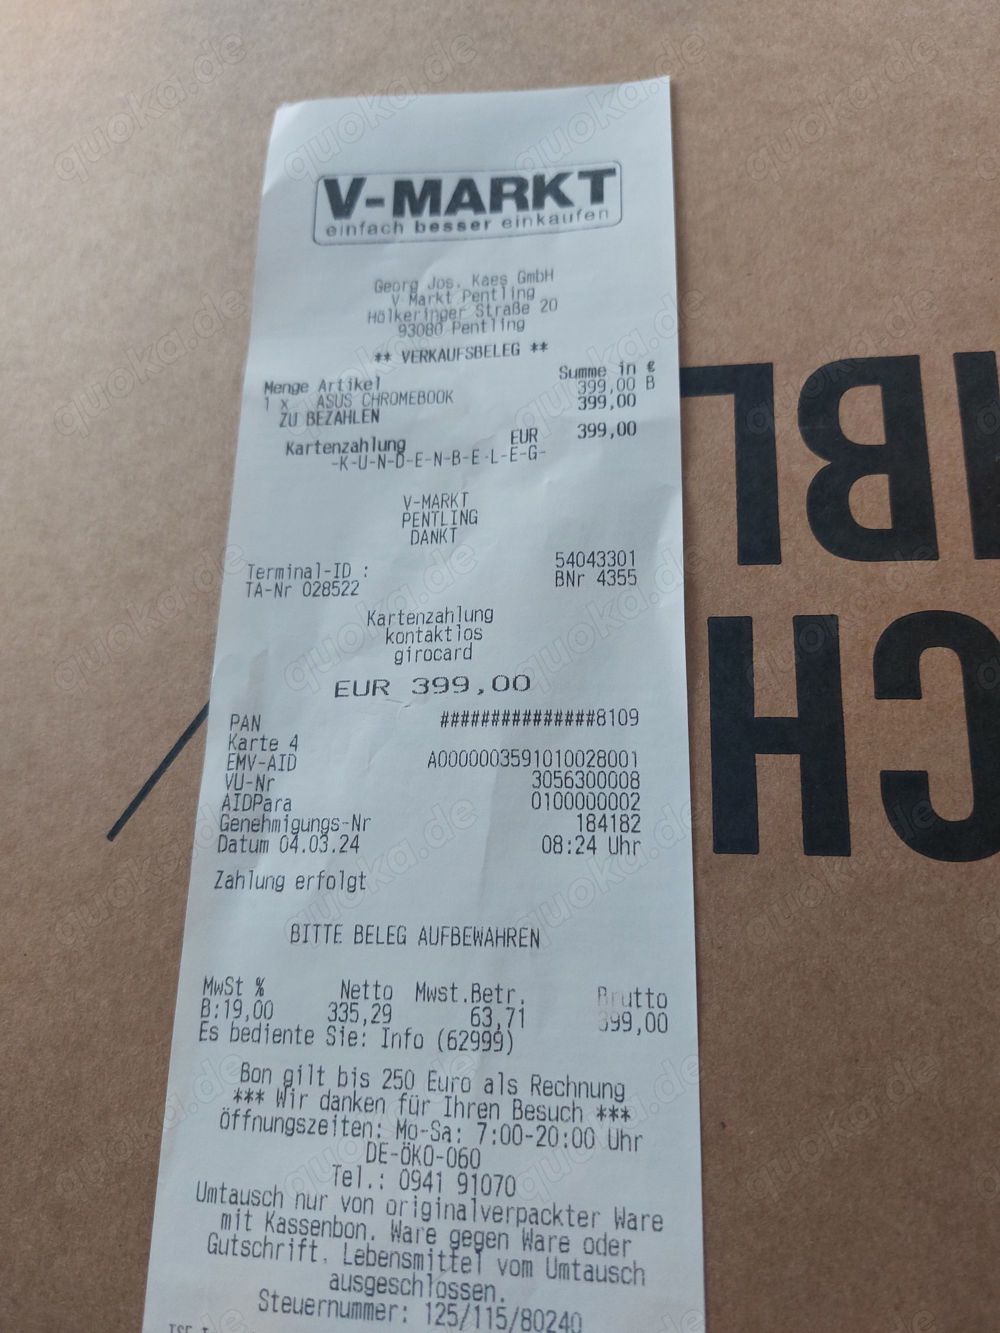 V-MARKT
einfach besser einkaufen
Georg Jos. Kaes GmbH
V Markt Pentling
Hölkeringer Straße 20
93080 Pentling
** VERKAUFSBELEG **
Menge Artikel Summe in €
1 x ASUS CHROMEBOOK 399,00 B
ZU BEZAHLEN 399,00
Kartenzahlung EUR 399,00
-K-U-N-D-E-N-B-E-L-E-G-
V-MARKT
PENTLING
DANKT
Terminal-ID : 54043301
TA-Nr 028522 BNr 4355
Kartenzahlung
kontaktlos
girocard
EUR 399,00
PAN ###############8109
Karte 4
EMV-AID A0000003591010028001
VU-Nr 3056300008
AIDPara 0100000002
Genehmigungs-Nr 184182
Datum 04.03.24 08:24 Uhr
Zahlung erfolgt
BITTE BELEG AUFBEWAHREN
MwSt % Netto Mwst.Betr. Brutto
B:19,00 335,29 63,71 399,00
Es bediente Sie: Info (62999)
Bon gilt bis 250 Euro als Rechnung
*** Wir danken für Ihren Besuch ***
Öffnungszeiten: Mo-Sa: 7:00-20:00 Uhr
DE-ÖKO-060
Tel.: 0941 91070
Umtausch nur von originalverpackter Ware
mit Kassenbon. Ware gegen Ware oder
Gutschrift. Lebensmittel vom Umtausch
ausgeschlossen.
Steuernummer: 125/115/80240
quoka.de